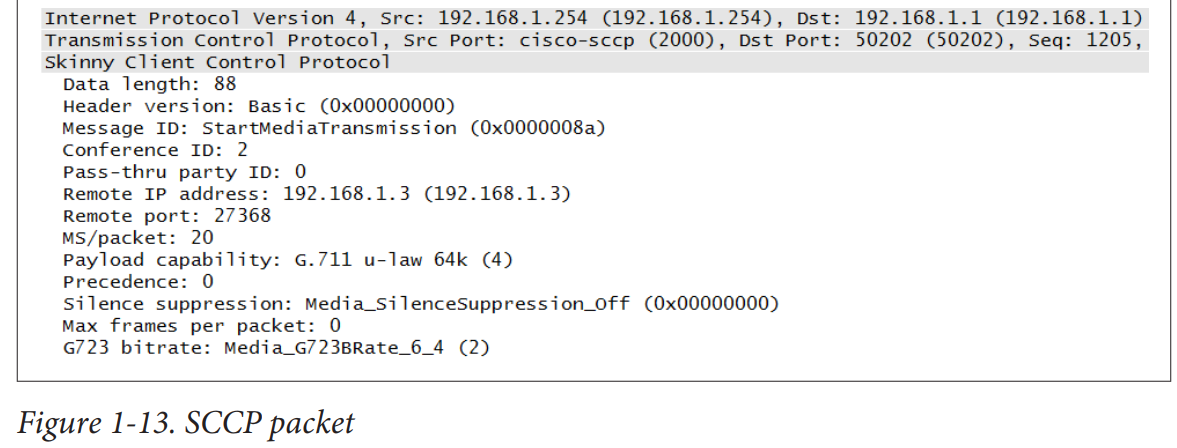 Internet Protocol Version 4, Src: 192.168.1.254 (192.168.1.254), Dst: 192.168.1.1 (192.168.1.1)
Transmission Control Protocol, Src Port: cisco-sccp (2000), Dst Port: 50202 (50202), Seq: 1205,
Skinny Client Control Protocol
Data length: 88
Header version: Basic (0x00000000)
Message ID: StartMediaTransmission (0x0000008a)
Conference ID: 2
Pass-thru party ID: 0
Remote IP address: 192.168.1.3 (192.168.1.3)
Remote port: 27368
MS/packet: 20
Payload capability: G.711 u-law 64k (4)
Precedence: 0
Silence suppression: Media_SilenceSuppression_Off (0x00000000)
Max frames per packet: 0
G723 bitrate: Media_G723BRate_6_4 (2)
Figure 1-13. SCCP packet